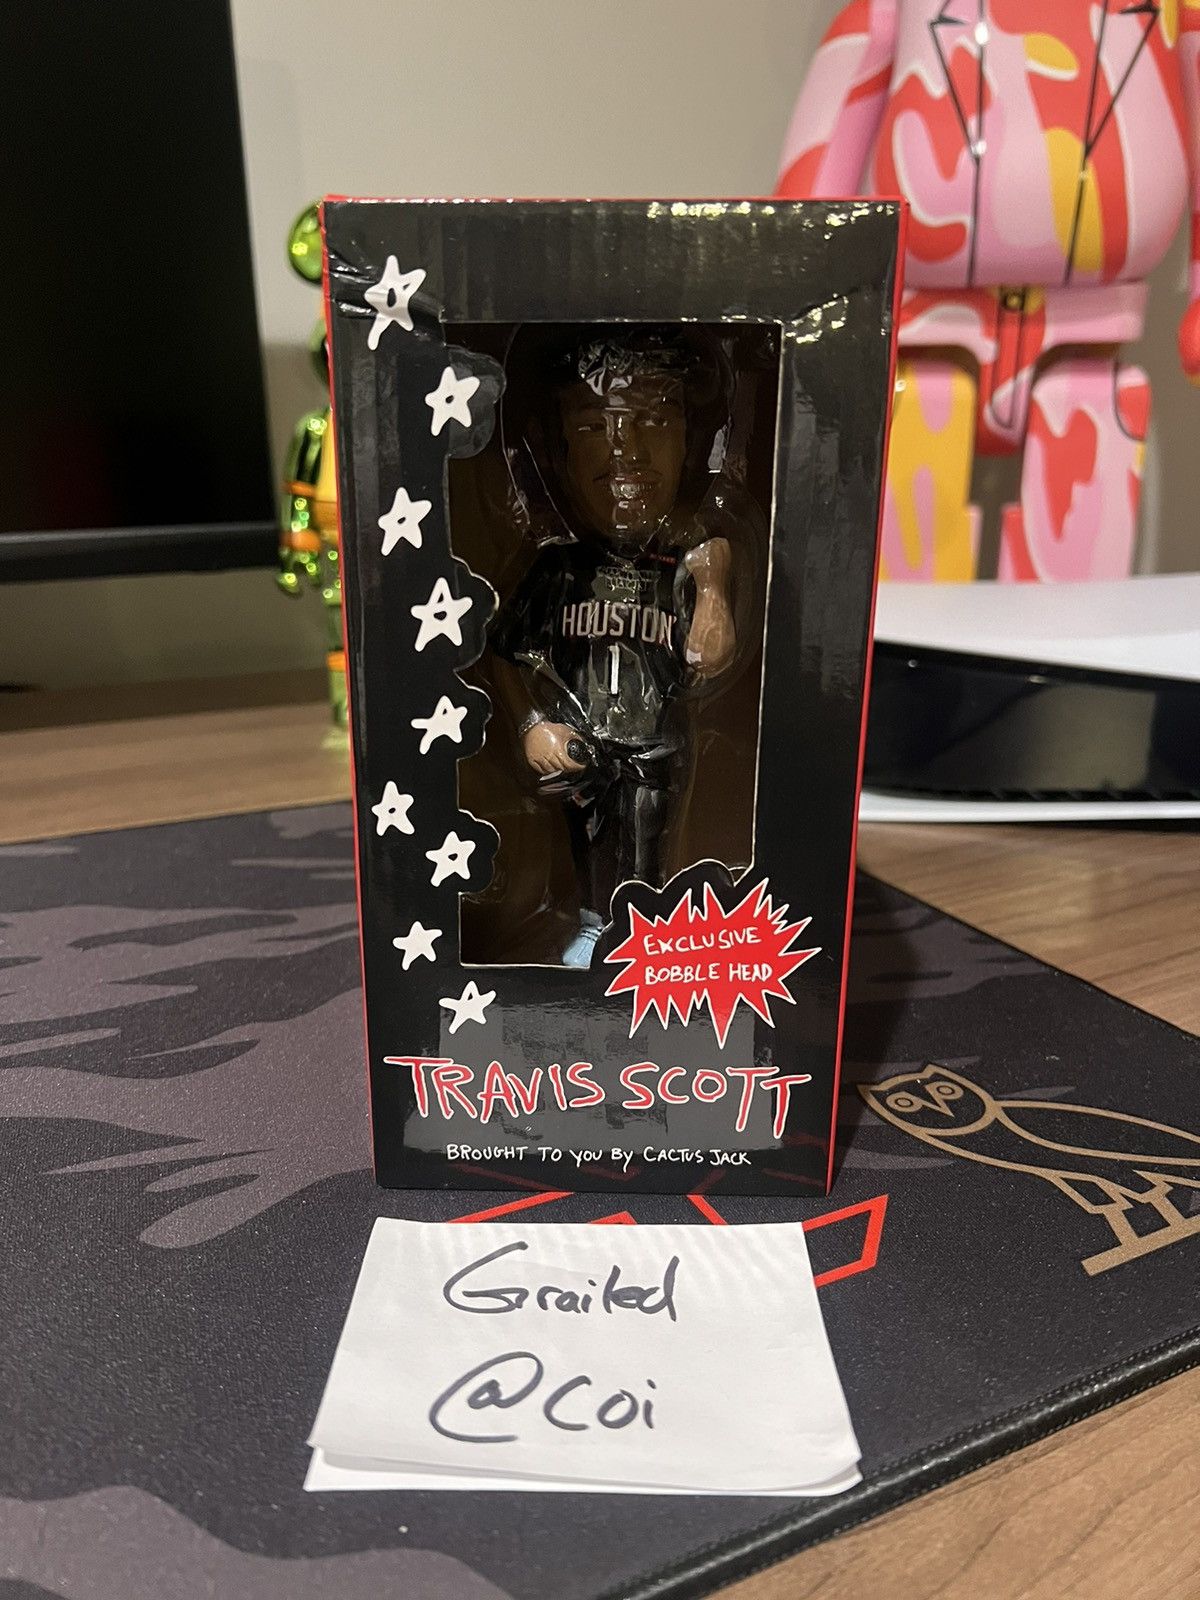 HOUSTON
1
EXCLUSIVE
BOBBLE HEAD
TRAVIS SCOTT
BROUGHT TO YOU BY CACTUS JACK
Grailed
@coi